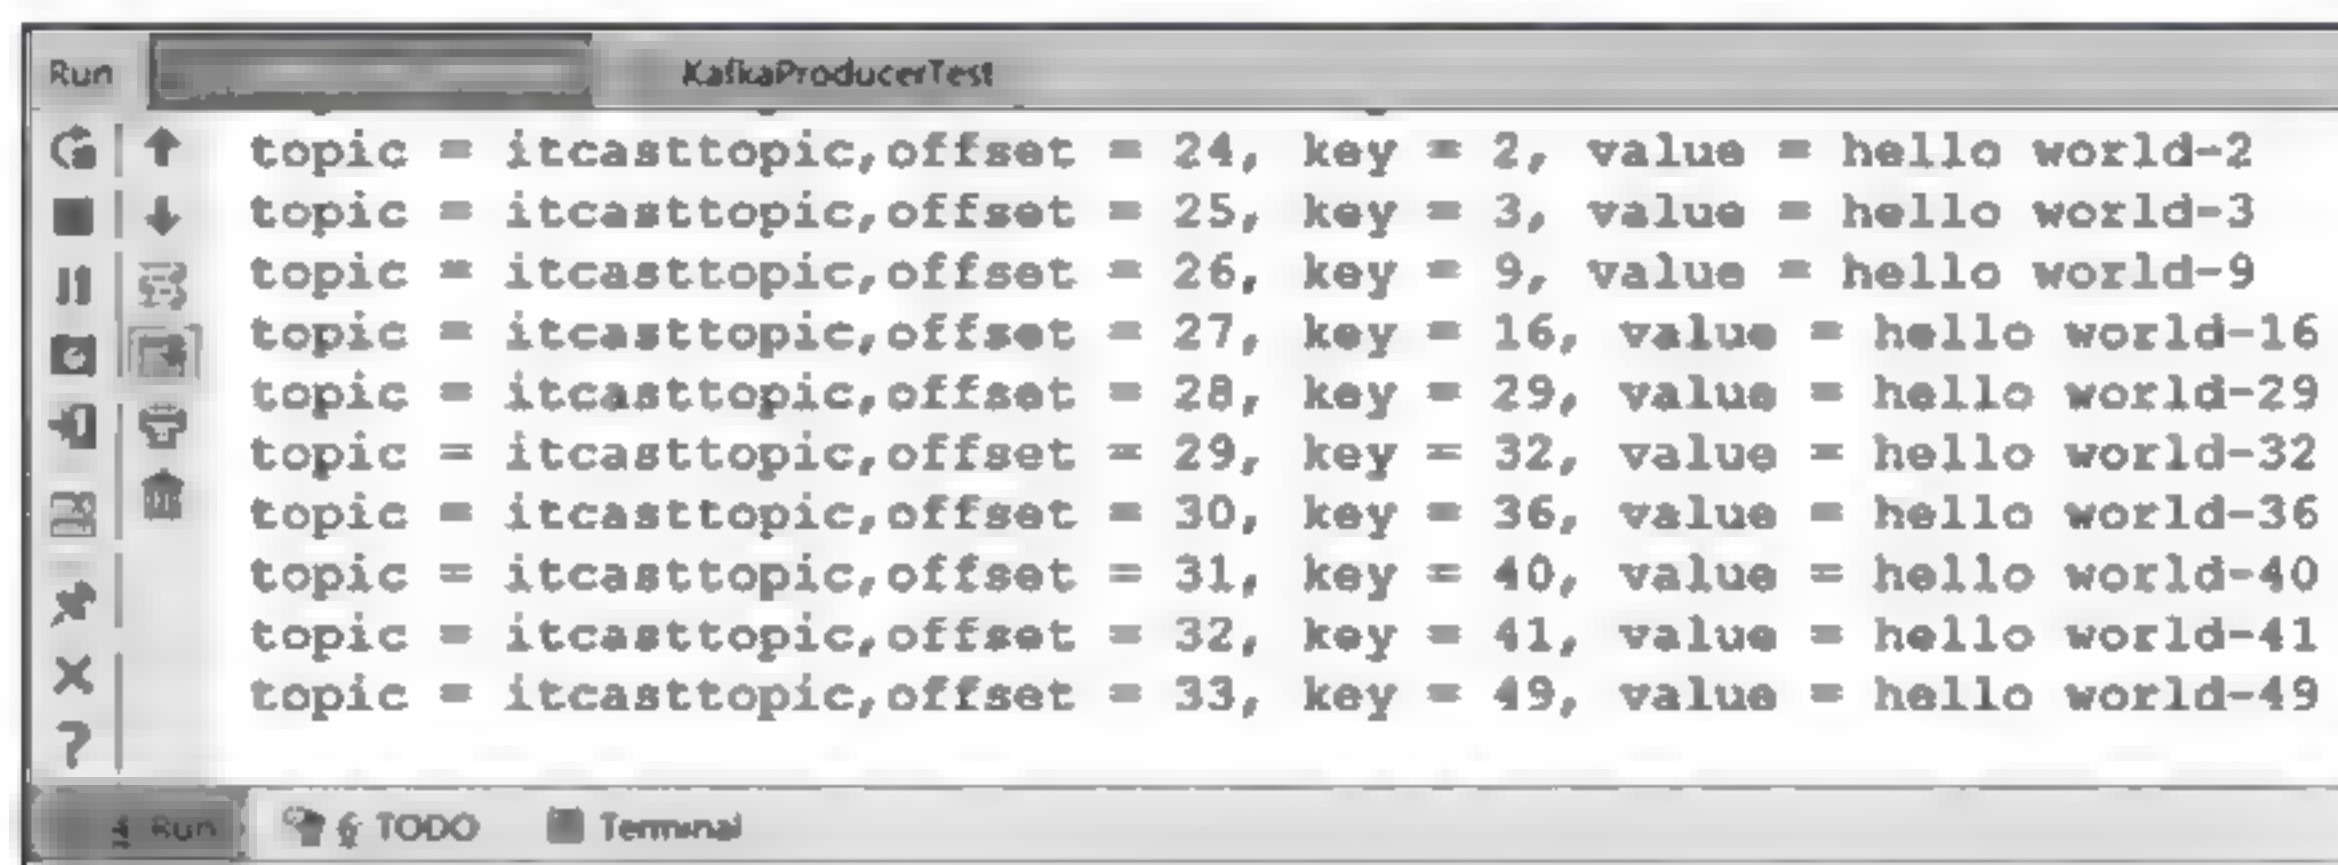 Run KafkaProducerTest
topic = itcasttopic,offset = 24, key = 2, value = hello world-2
topic = itcasttopic,offset = 25, key = 3, value = hello world-3
topic = itcasttopic,offset = 26, key = 9, value = hello world-9
topic = itcasttopic,offset = 27, key = 16, value = hello world-16
topic = itcasttopic,offset = 28, key = 29, value = hello world-29
topic = itcasttopic,offset = 29, key = 32, value = hello world-32
topic = itcasttopic,offset = 30, key = 36, value = hello world-36
topic = itcasttopic,offset = 31, key = 40, value = hello world-40
topic = itcasttopic,offset = 32, key = 41, value = hello world-41
topic = itcasttopic,offset = 33, key = 49, value = hello world-49
4 Run 6 TODO Terminal